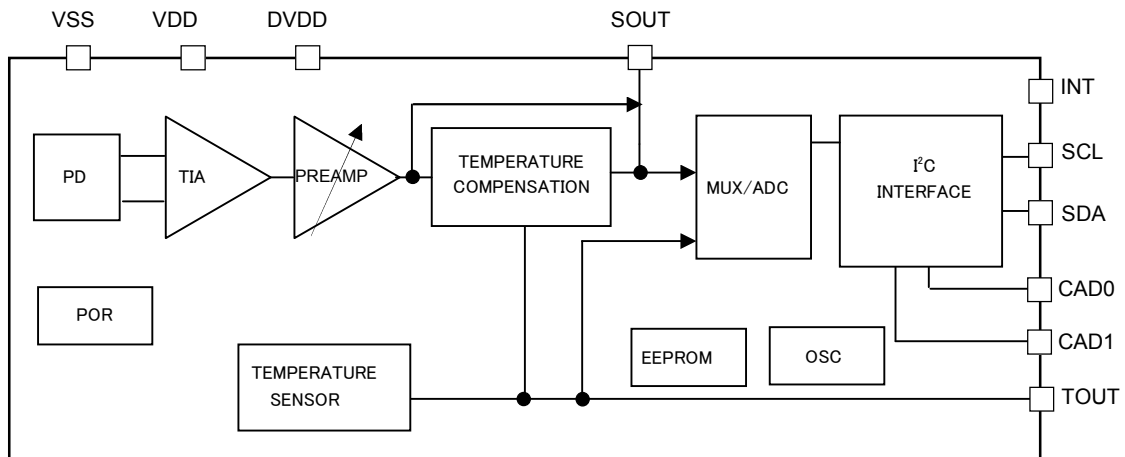 VSS
VDD
DVDD
SOUT
INT
PD
TIA
PREAMP
TEMPERATURE
COMPENSATION
MUX/ADC
I²C
INTERFACE
SCL
SDA
CAD0
CAD1
TOUT
POR
TEMPERATURE
SENSOR
EEPROM
OSC